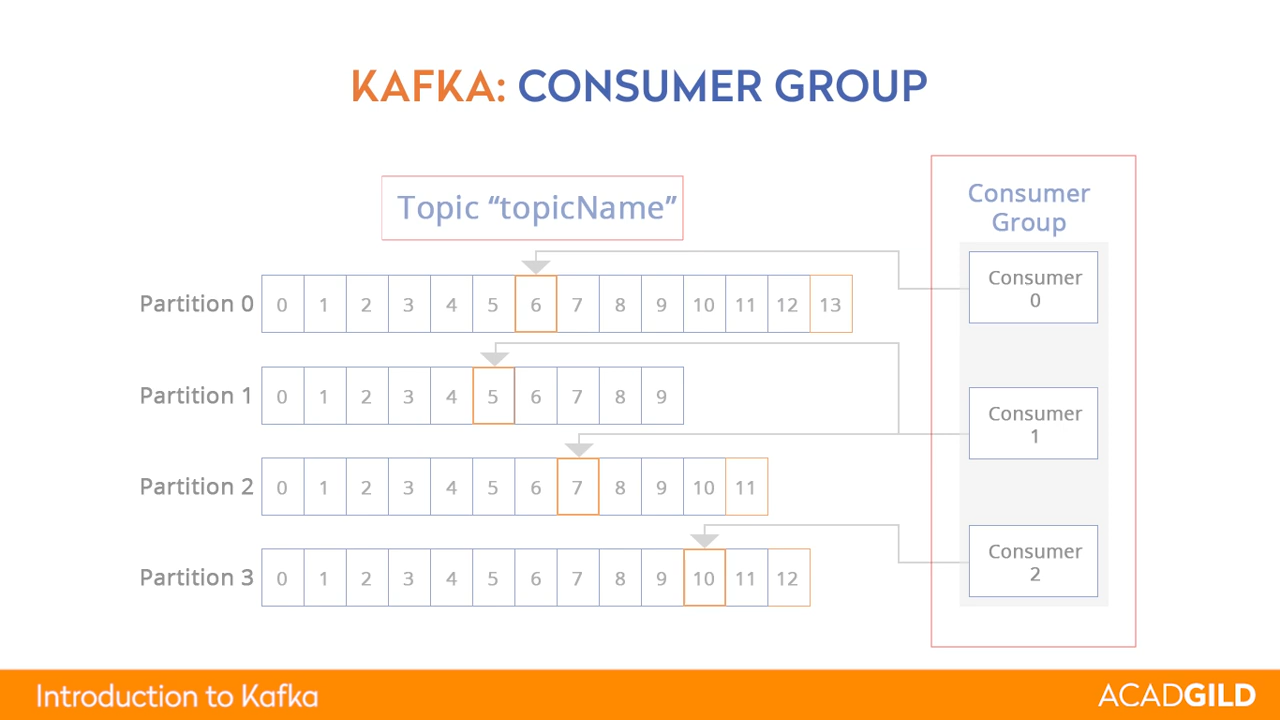 KAFKA: CONSUMER GROUP
Topic “topicName”
Consumer
Group
Partition 0 0 1 2 3 4 5 6 7 8 9 10 11 12 13
Partition 1 0 1 2 3 4 5 6 7 8 9
Partition 2 0 1 2 3 4 5 6 7 8 9 10 11
Partition 3 0 1 2 3 4 5 6 7 8 9 10 11 12
Consumer
0
Consumer
1
Consumer
2
Introduction to Kafka
ACADGILD